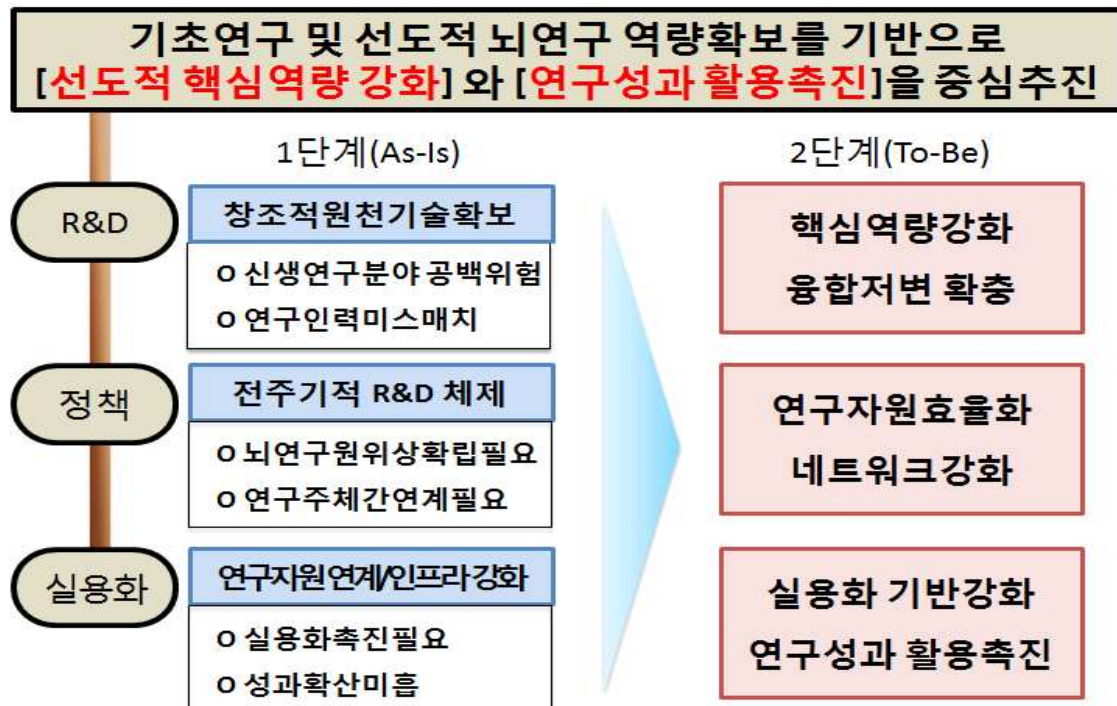 기초연구 및 선도적 뇌연구 역량확보를 기반으로
[선도적 핵심역량 강화] 와 [연구성과 활용촉진]을 중심추진
1단계(As-Is)
2단계(To-Be)
R&D
창조적원천기술확보
o 신생연구분야 공백위험
o 연구인력미스매치
핵심역량강화
융합저변 확충
정책
전주기적 R&D 체제
o 뇌연구원위상확립필요
o 연구주체간연계필요
연구자원효율화
네트워크강화
실용화
연구자원 연계/인프라 강화
o 실용화촉진필요
o 성과확산미흡
실용화 기반강화
연구성과 활용촉진